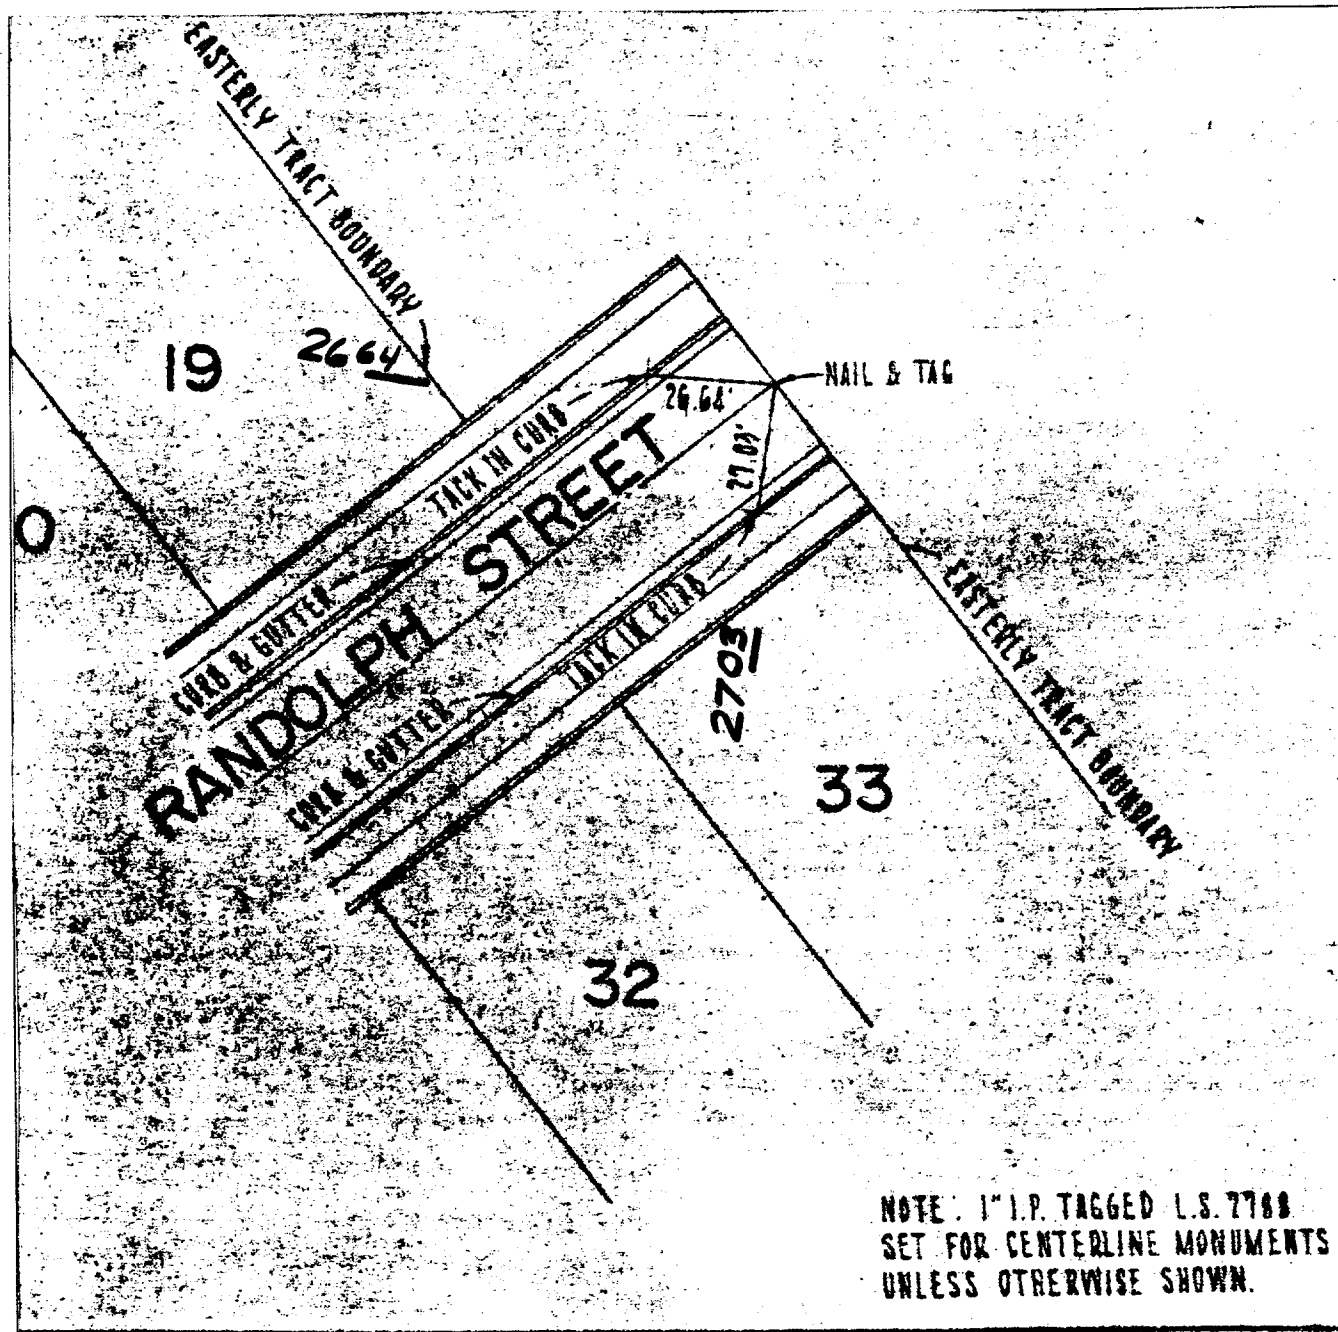 EASTERLY TRACT BOUNDARY
19
2664
NAIL & TAG
26.64'
27.03'
TACK IN CURB
CURB & GUTTER
RANDOLPH STREET
TACK IN CURB
CURB & GUTTER
0
2703
EASTERLY TRACT BOUNDARY
33
32
NOTE: 1" I.P. TAGGED L.S.
SET FOR CENTERLINE MONUMENTS
UNLESS OTHERWISE SHOWN.